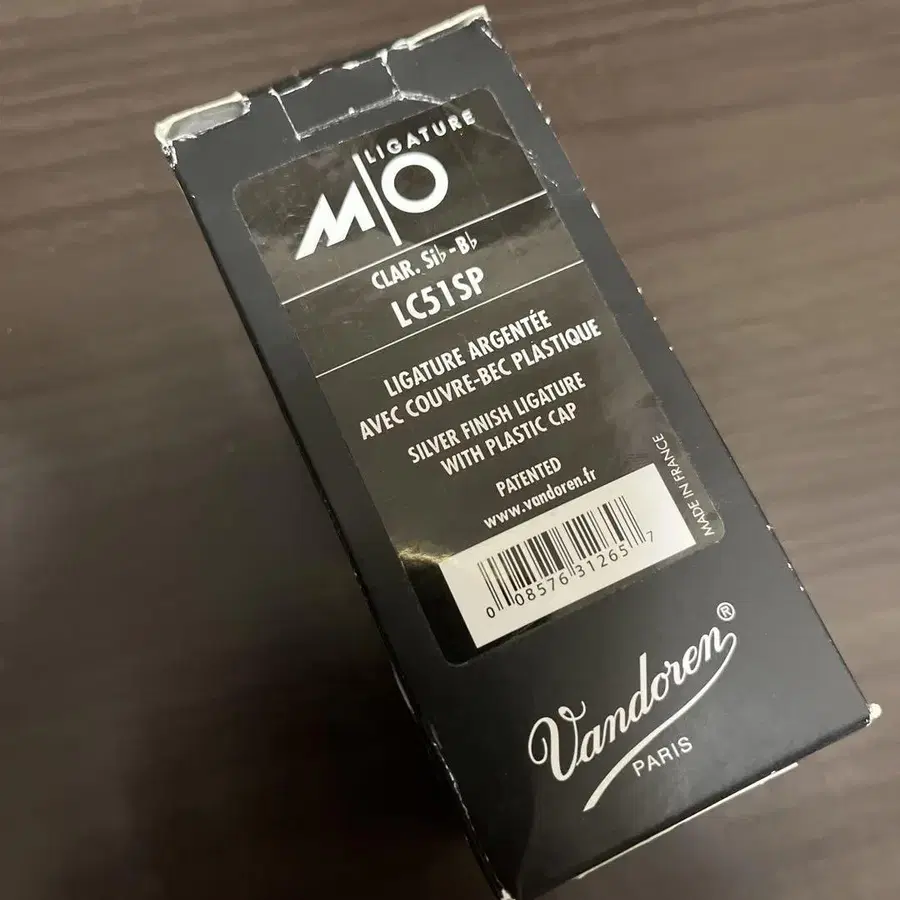 LIGATURE
M|O
CLAR. Si♭-B♭
LC51SP
LIGATURE ARGENTÉE
AVEC COUVRE-BEC PLASTIQUE
SILVER FINISH LIGATURE
WITH PLASTIC CAP
PATENTED
www.vandoren.fr
MADE IN FRANCE
0 08576 31265 7
Vandoren®
PARIS